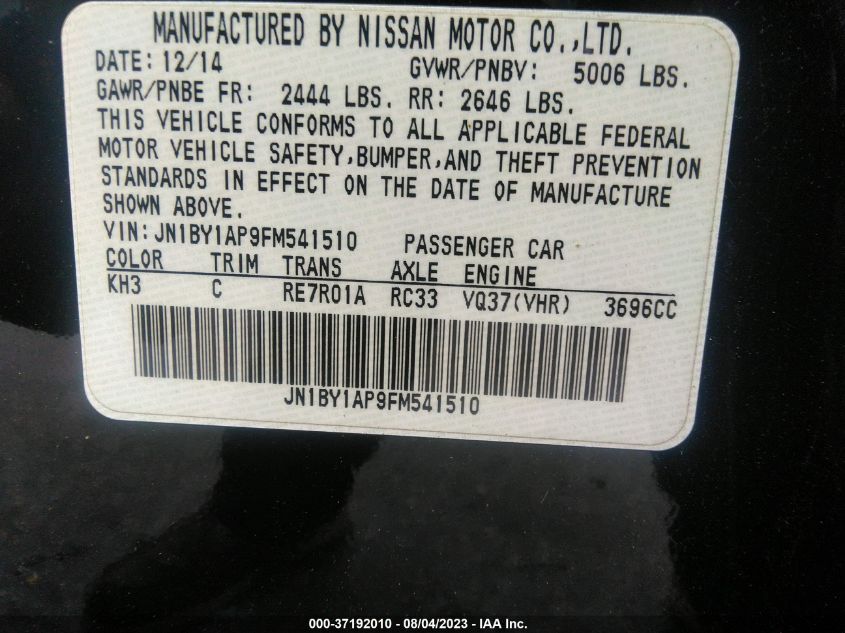 MANUFACTURED BY NISSAN MOTOR CO.,LTD.
DATE: 12/14 GVWR/PNBV: 5006 LBS.
GAWR/PNBE FR: 2444 LBS. RR: 2646 LBS.
THIS VEHICLE CONFORMS TO ALL APPLICABLE FEDERAL
MOTOR VEHICLE SAFETY,BUMPER,AND THEFT PREVENTION
STANDARDS IN EFFECT ON THE DATE OF MANUFACTURE
SHOWN ABOVE.
VIN:JN1BY1AP9FM541510 PASSENGER CAR
COLOR TRIM TRANS AXLE ENGINE
KH3 C RE7R01A RC33 VQ37(VHR) 3696CC
JN1BY1AP9FM541510
000-37192010 - 08/04/2023 - IAA Inc.